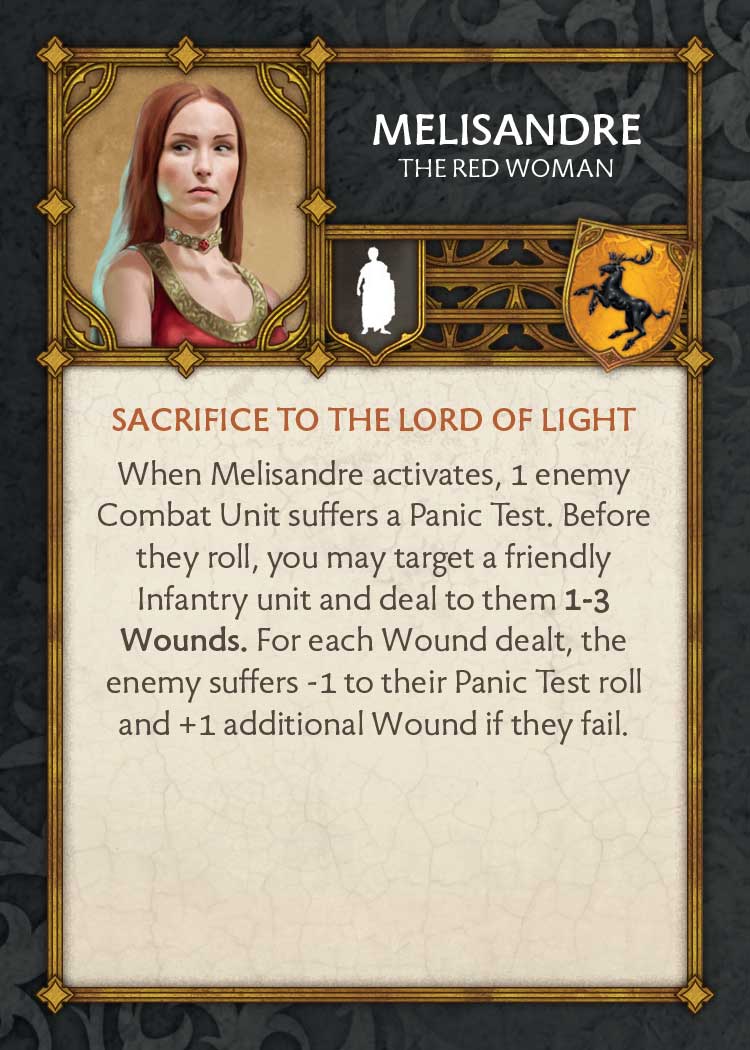 MELISANDRE
THE RED WOMAN
SACRIFICE TO THE LORD OF LIGHT
When Melisandre activates, 1 enemy
Combat Unit suffers a Panic Test. Before
they roll, you may target a friendly
Infantry unit and deal to them 1-3
Wounds. For each Wound dealt, the
enemy suffers -1 to their Panic Test roll
and +1 additional Wound if they fail.